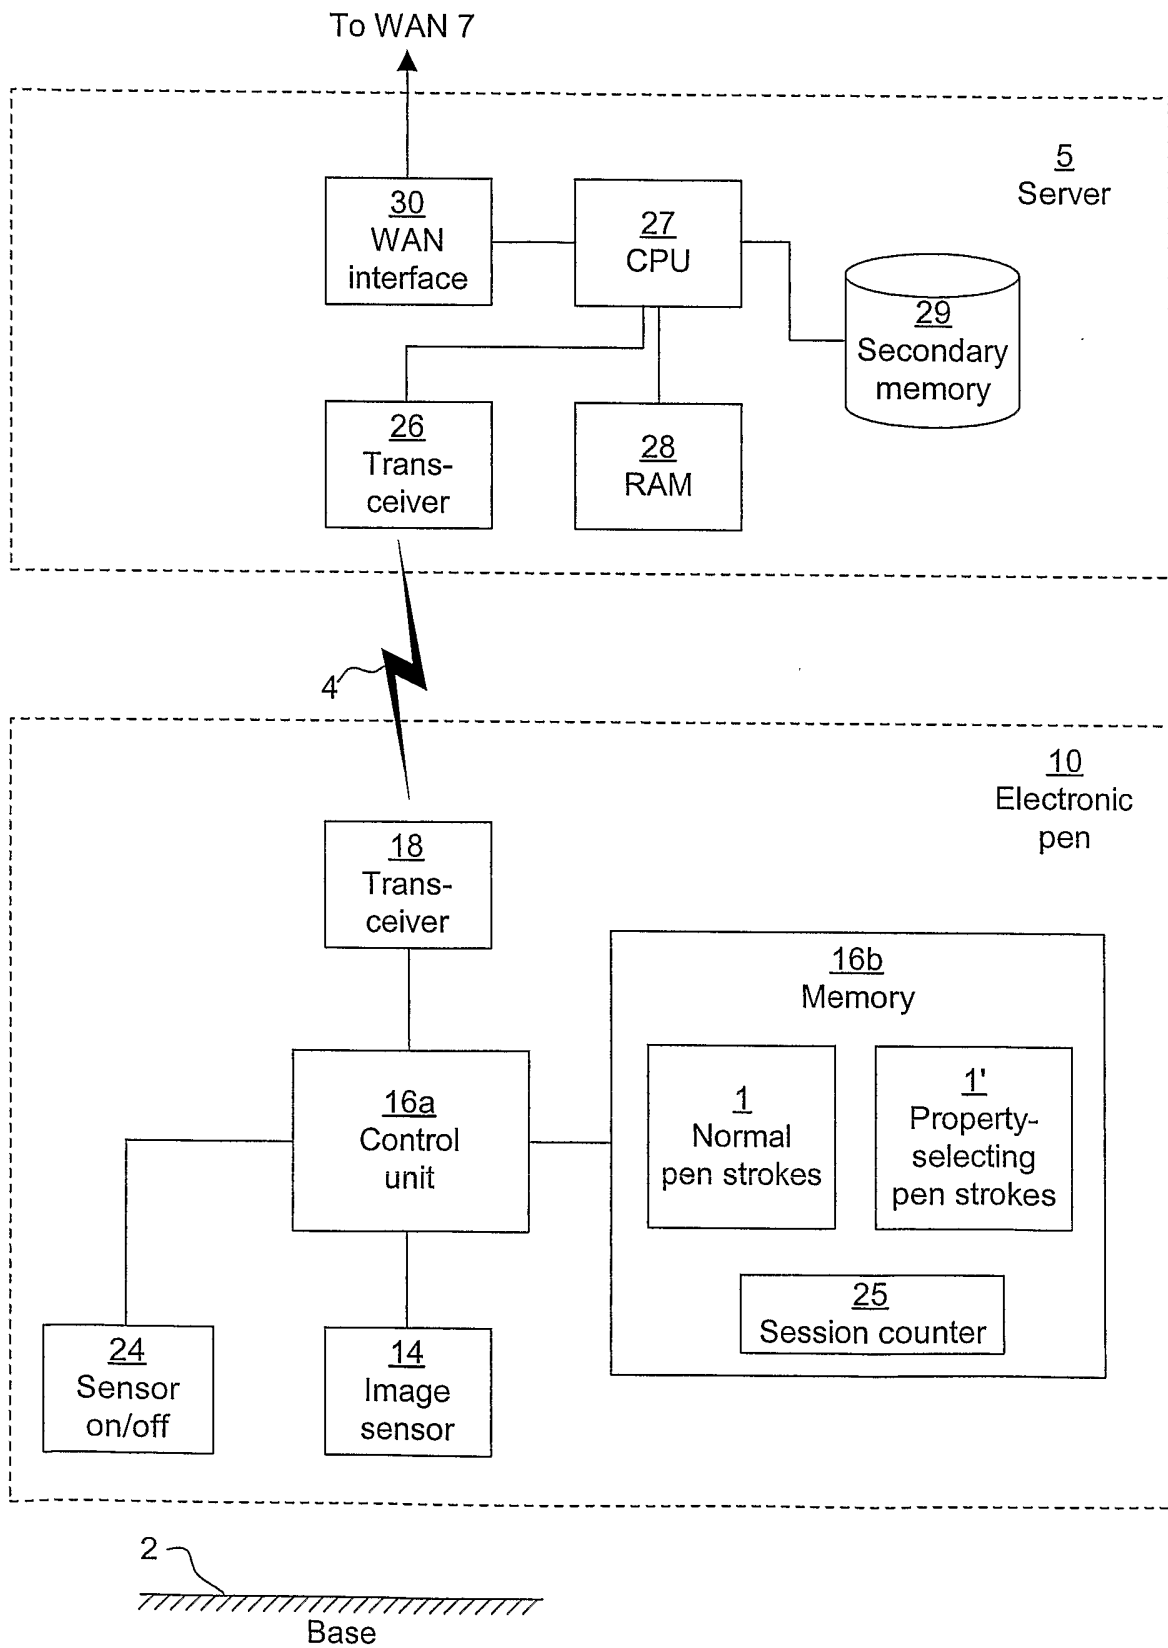 To WAN 7
5
Server
30
WAN
interface
27
CPU
29
Secondary
memory
26
Trans-
ceiver
28
RAM
4
10
Electronic
pen
18
Trans-
ceiver
16b
Memory
16a
Control
unit
1
Normal
pen strokes
1'
Property-
selecting
pen strokes
25
Session counter
24
Sensor
on/off
14
Image
sensor
2
Base